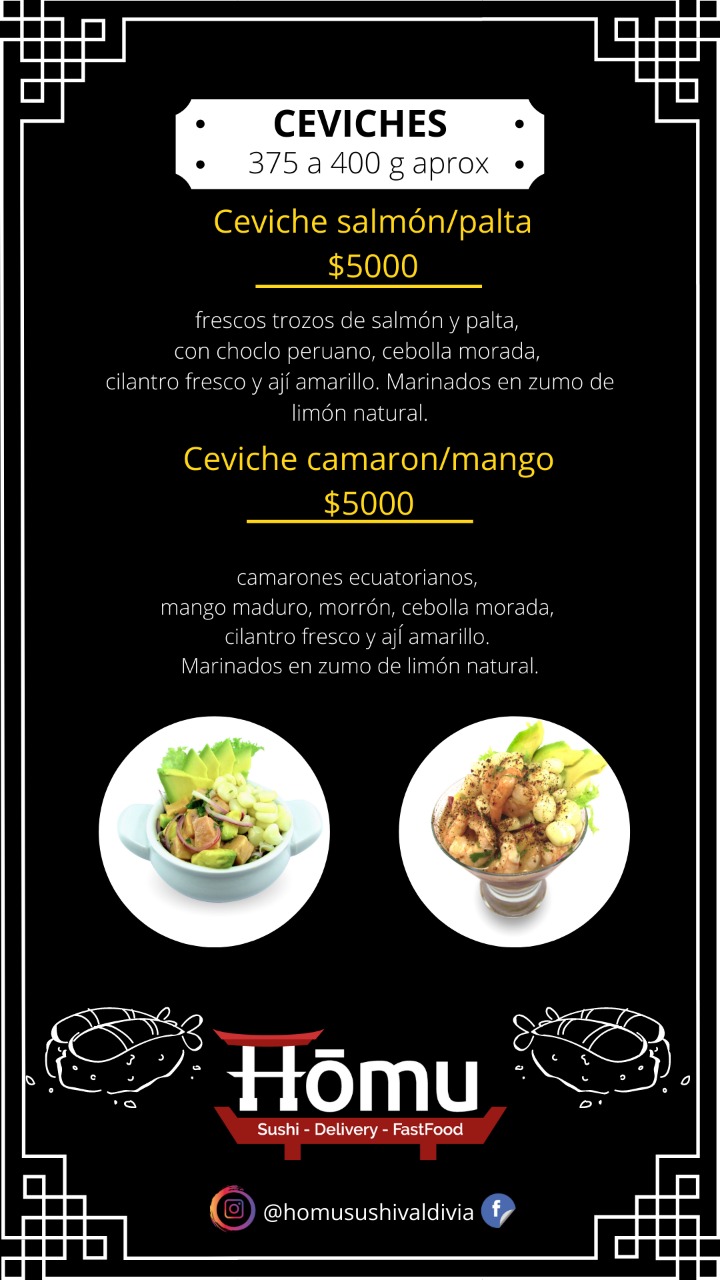 CEVICHES
375 a 400 g aprox
Ceviche salmón/palta
$5000
frescos trozos de salmón y palta,
con choclo peruano, cebolla morada,
cilantro fresco y ají amarillo. Marinados en zumo de
limón natural.
Ceviche camaron/mango
$5000
camarones ecuatorianos,
mango maduro, morrón, cebolla morada,
cilantro fresco y ajÍ amarillo.
Marinados en zumo de limón natural.
Hōmu
Sushi - Delivery - FastFood
@homusushivaldivia